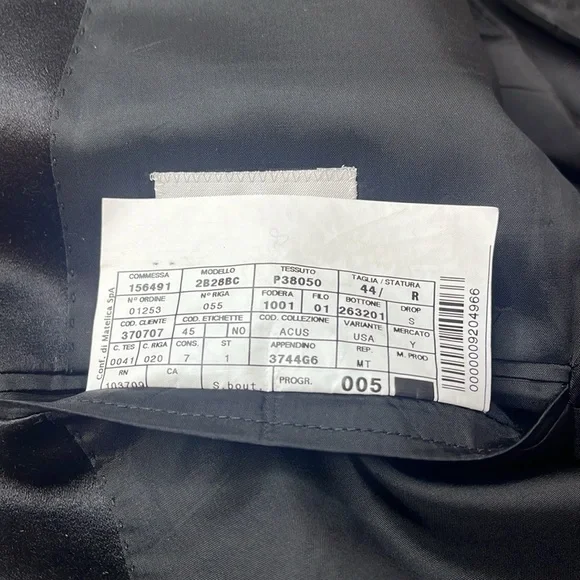 COMMESSA MODELLO TESSUTO TAGLIA / STATURA
156491 2B28BC P38050 44/ R
N° ORDINE N° RIGA FODERA FILO BOTTONE DROP
01253 055 1001 01 263201 S
COD. CLIENTE COD. ETICHETTE COD. COLLEZIONE VARIANTE MERCATO
370707 45 NO ACUS USA Y
C. TES C. RIGA CONS. ST APPENDINO REP. M. PROD
0041 020 7 1 3744G6 MT
RN CA S.bout. PROGR. 005
103709
Conf. di Matelica SpA
0000009204966